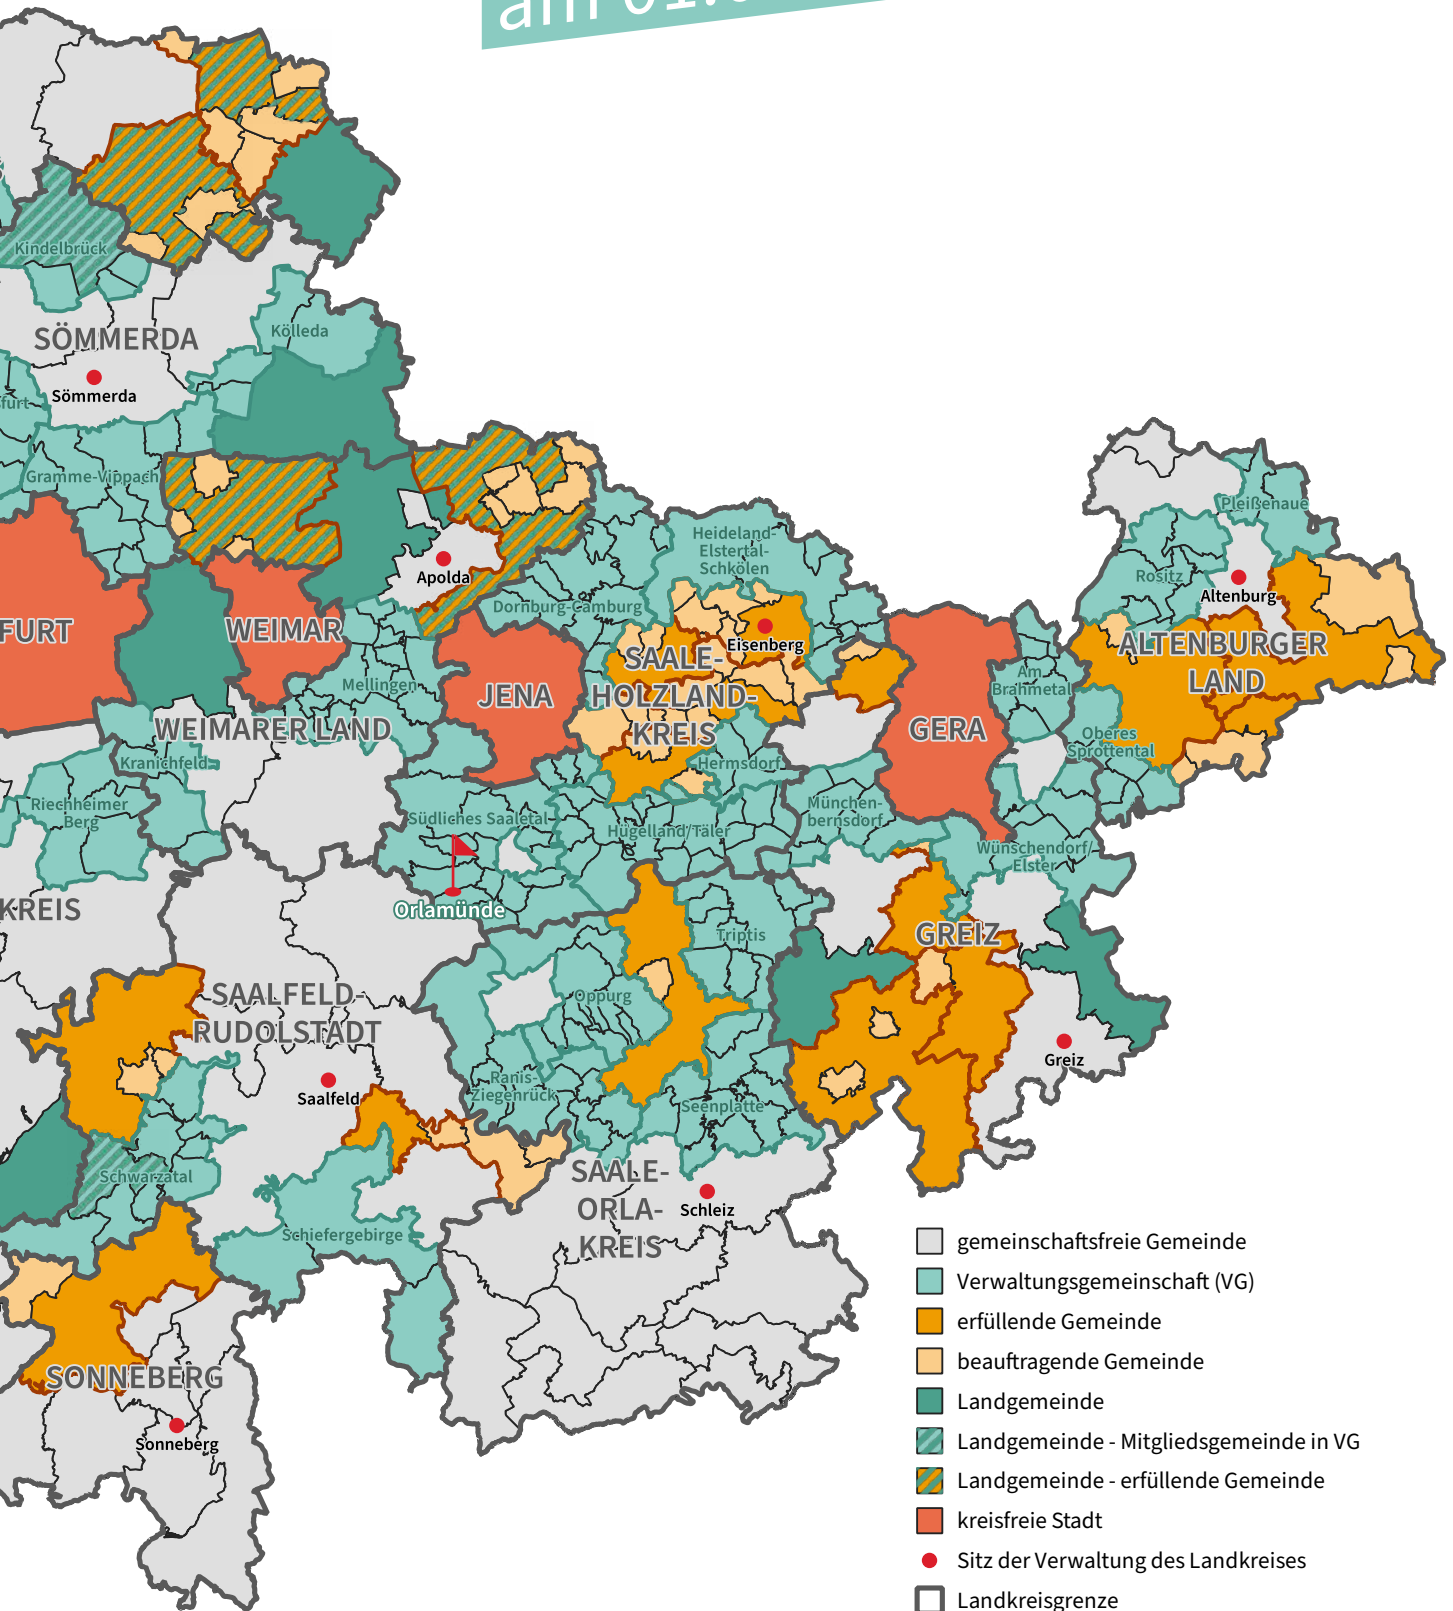 am 01.0
Kindelbrück
SÖMMERDA
Kölleda
Sömmerda
sfurt
Gramme-Vippach
Pleißenaue
Heideland-
Elstertal-
Schkölen
Apolda
Rositz
Altenburg
Dornburg-Camburg
FURT
WEIMAR
Eisenberg
ALTENBURGER
LAND
SAALE-
HOLZLAND-
KREIS
Am
Brahmetal
Mellingen
JENA
WEIMARER LAND
GERA
Oberes
Sprottental
Kranichfeld
Hermsdorf
Riechheimer
Berg
München-
bernsdorf
Südliches Saaletal
Hügelland/Täler
Wünschendorf/
Elster
KREIS
Orlamünde
Triptis
GREIZ
SAALFELD-
RUDOLSTADT
Oppurg
Greiz
Saalfeld
Ranis-
Ziegenrück
Seenplatte
Schwarzatal
SAALE-
ORLA-
KREIS
Schleiz
Schiefergebirge
SONNEBERG
Sonneberg
gemeinschaftsfreie Gemeinde
Verwaltungsgemeinschaft (VG)
erfüllende Gemeinde
beauftragende Gemeinde
Landgemeinde
Landgemeinde - Mitgliedsgemeinde in VG
Landgemeinde - erfüllende Gemeinde
kreisfreie Stadt
Sitz der Verwaltung des Landkreises
Landkreisgrenze